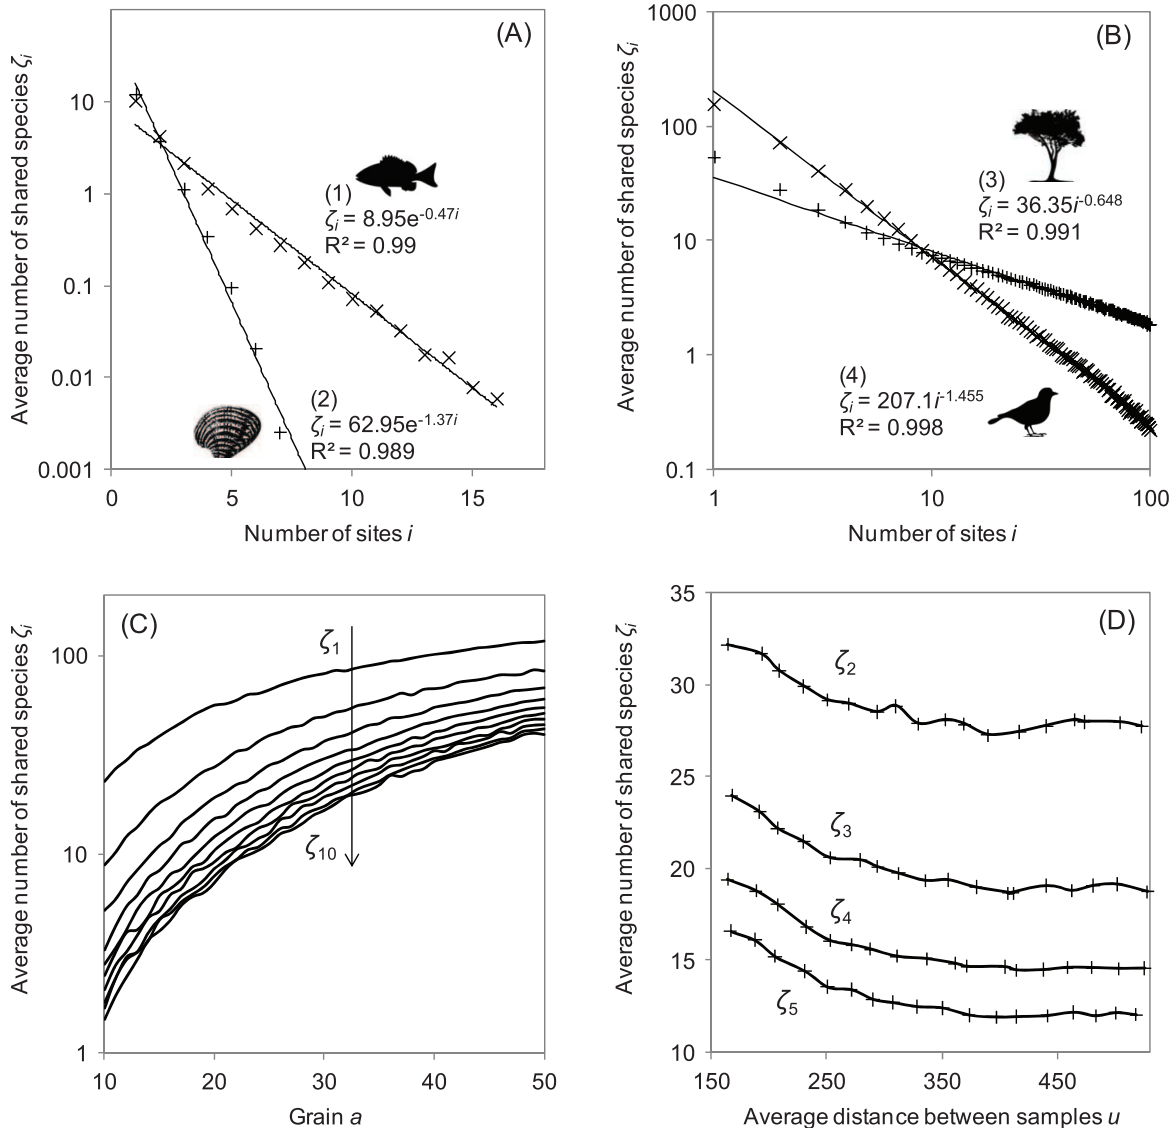 (A)
Average number of shared species ζi
10
1
0.1
0.01
0.001
(1)
ζi = 8.95e-0.47i
R² = 0.99
(2)
ζi = 62.95e-1.37i
R² = 0.989
0 5 10 15
Number of sites i
(B)
Average number of shared species ζi
1000
100
10
1
0.1
(3)
ζi = 36.35i-0.648
R² = 0.991
(4)
ζi = 207.1i-1.455
R² = 0.998
1 10 100
Number of sites i
(C)
Average number of shared species ζi
100
10
1
ζ1
ζ10
10 20 30 40 50
Grain a
(D)
Average number of shared species ζi
35
30
25
20
15
10
ζ2
ζ3
ζ4
ζ5
150 250 350 450
Average distance between samples u